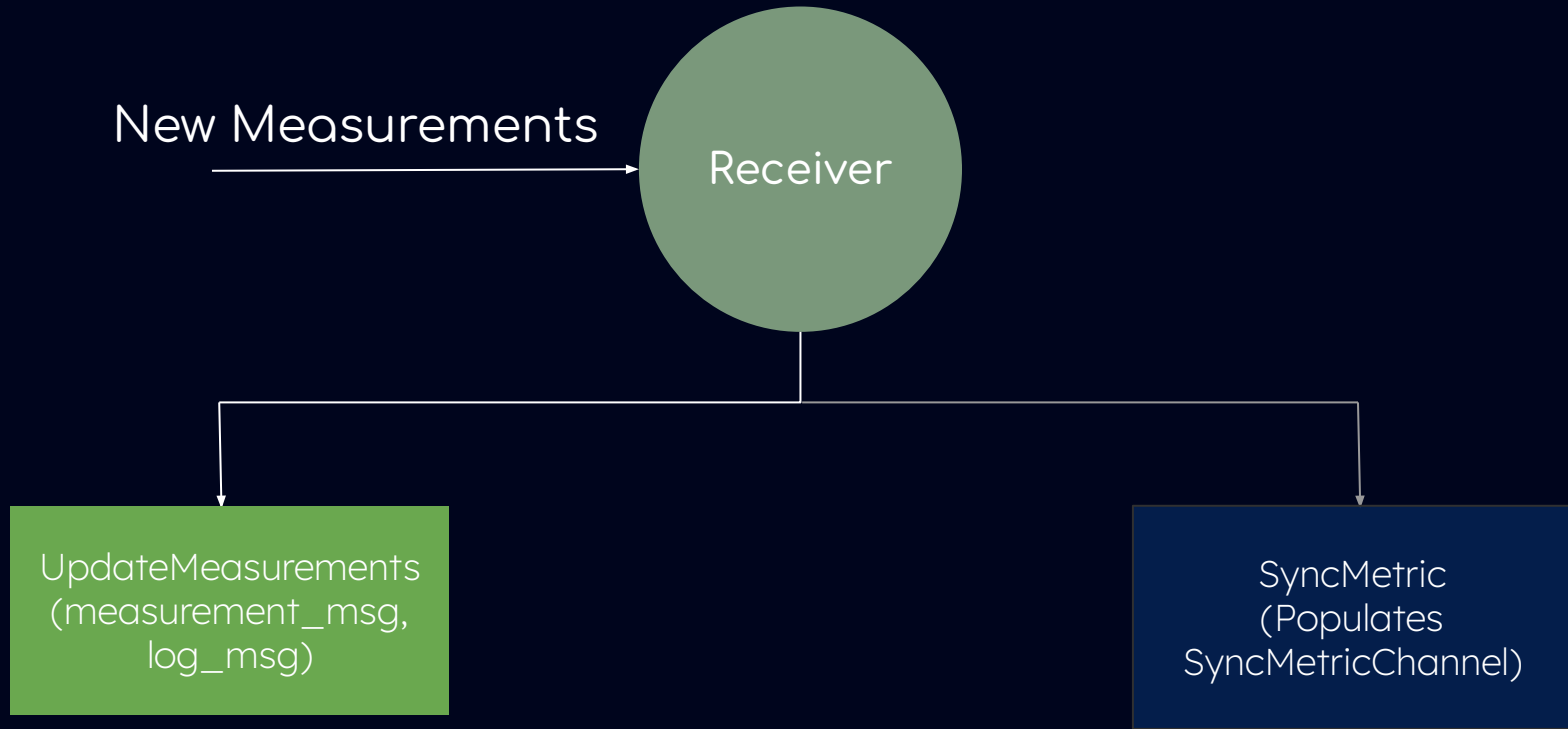 New Measurements
Receiver
UpdateMeasurements
(measurement_msg,
log_msg)
SyncMetric
(Populates
SyncMetricChannel)